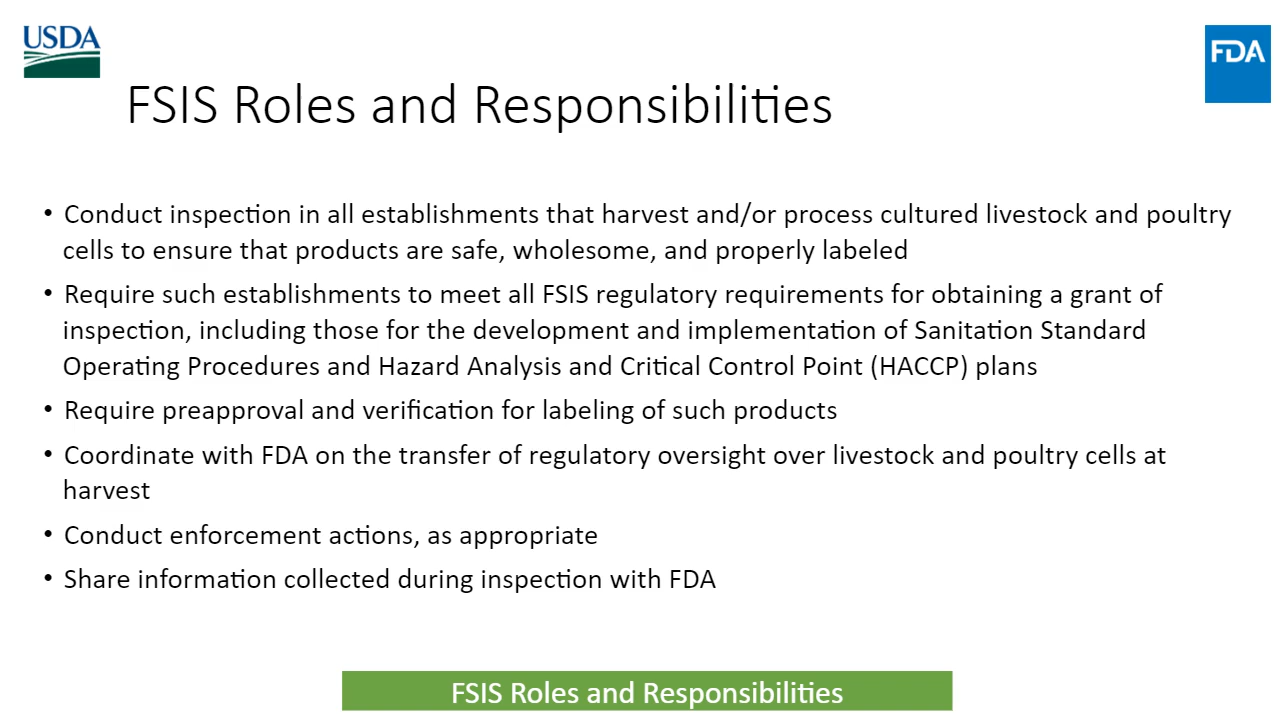 USDA
FDA
FSIS Roles and Responsibilities
• Conduct inspection in all establishments that harvest and/or process cultured livestock and poultry
cells to ensure that products are safe, wholesome, and properly labeled
• Require such establishments to meet all FSIS regulatory requirements for obtaining a grant of
inspection, including those for the development and implementation of Sanitation Standard
Operating Procedures and Hazard Analysis and Critical Control Point (HACCP) plans
• Require preapproval and verification for labeling of such products
• Coordinate with FDA on the transfer of regulatory oversight over livestock and poultry cells at
harvest
• Conduct enforcement actions, as appropriate
• Share information collected during inspection with FDA
FSIS Roles and Responsibilities